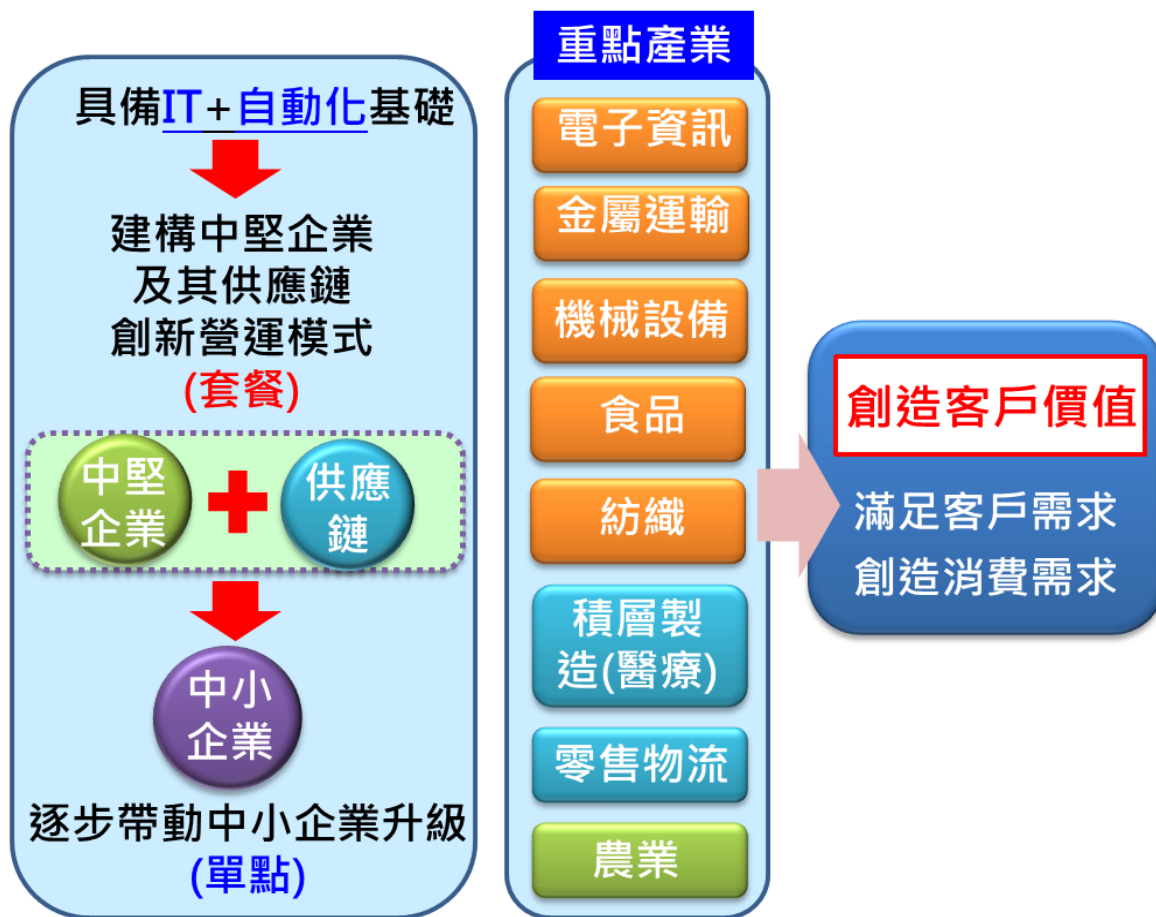 具備IT+自動化基礎
建構中堅企業
及其供應鏈
創新營運模式
(套餐)
中堅
企業
供應
鏈
中小
企業
逐步帶動中小企業升級
(單點)
重點產業
電子資訊
金屬運輸
機械設備
食品
紡織
積層製
造(醫療)
零售物流
農業
創造客戶價值
滿足客戶需求
創造消費需求